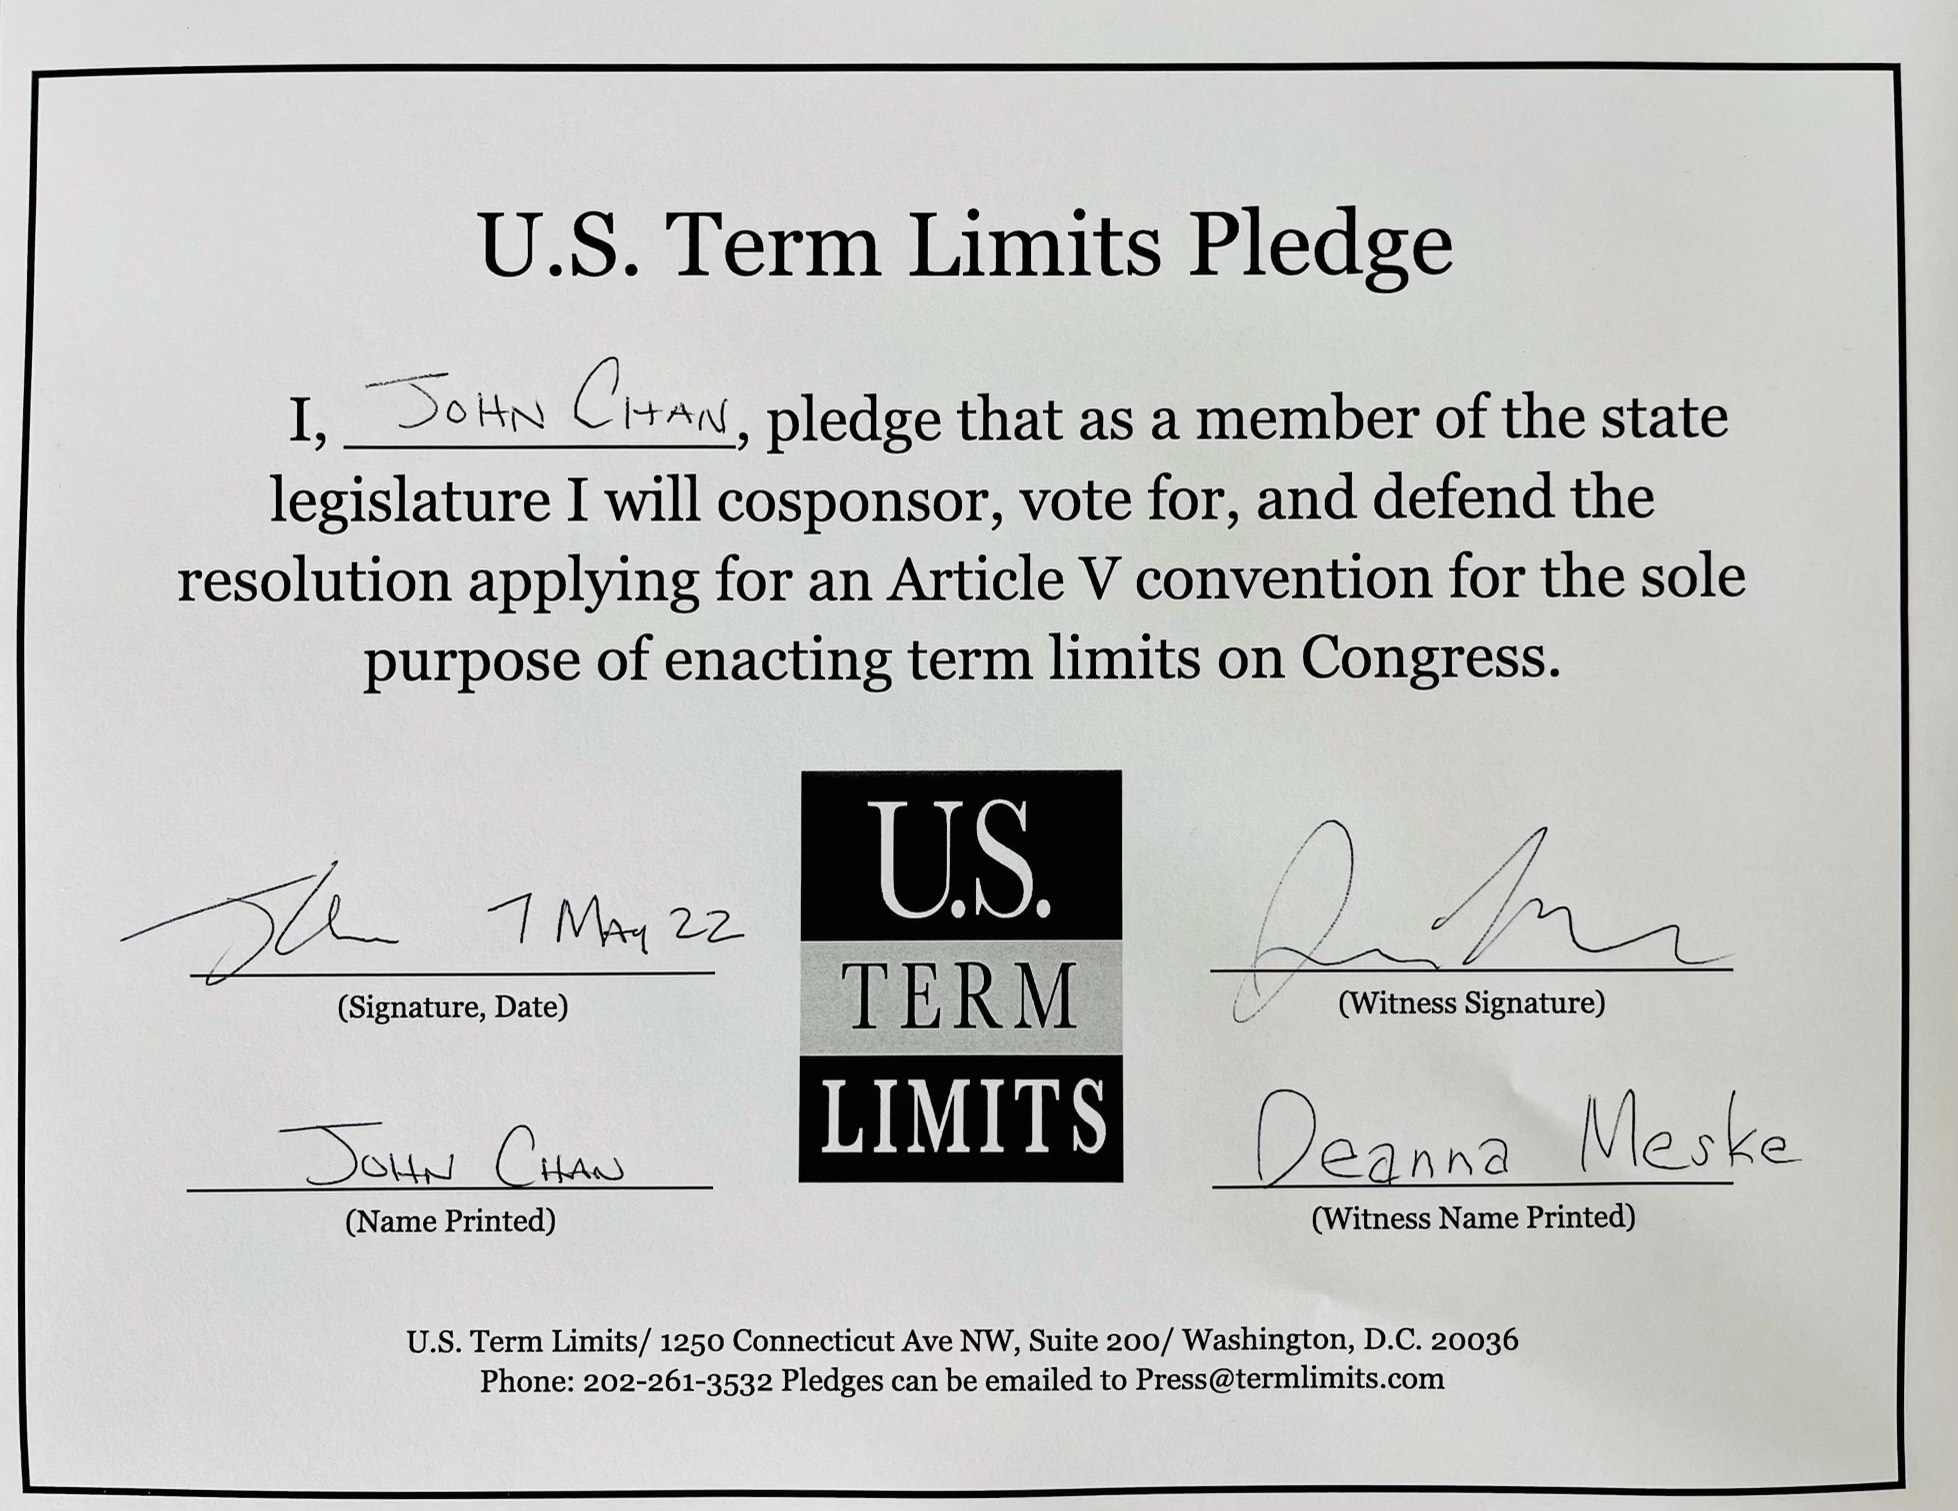 U.S. Term Limits Pledge
I, JOHN CHAN, pledge that as a member of the state
legislature I will cosponsor, vote for, and defend the
resolution applying for an Article V convention for the sole
purpose of enacting term limits on Congress.
7 MAY 22
(Signature, Date)
JOHN CHAN
(Name Printed)
U.S.
TERM
LIMITS
(Witness Signature)
Deanna Meske
(Witness Name Printed)
U.S. Term Limits/ 1250 Connecticut Ave NW, Suite 200/ Washington, D.C. 20036
Phone: 202-261-3532 Pledges can be emailed to Press@termlimits.com